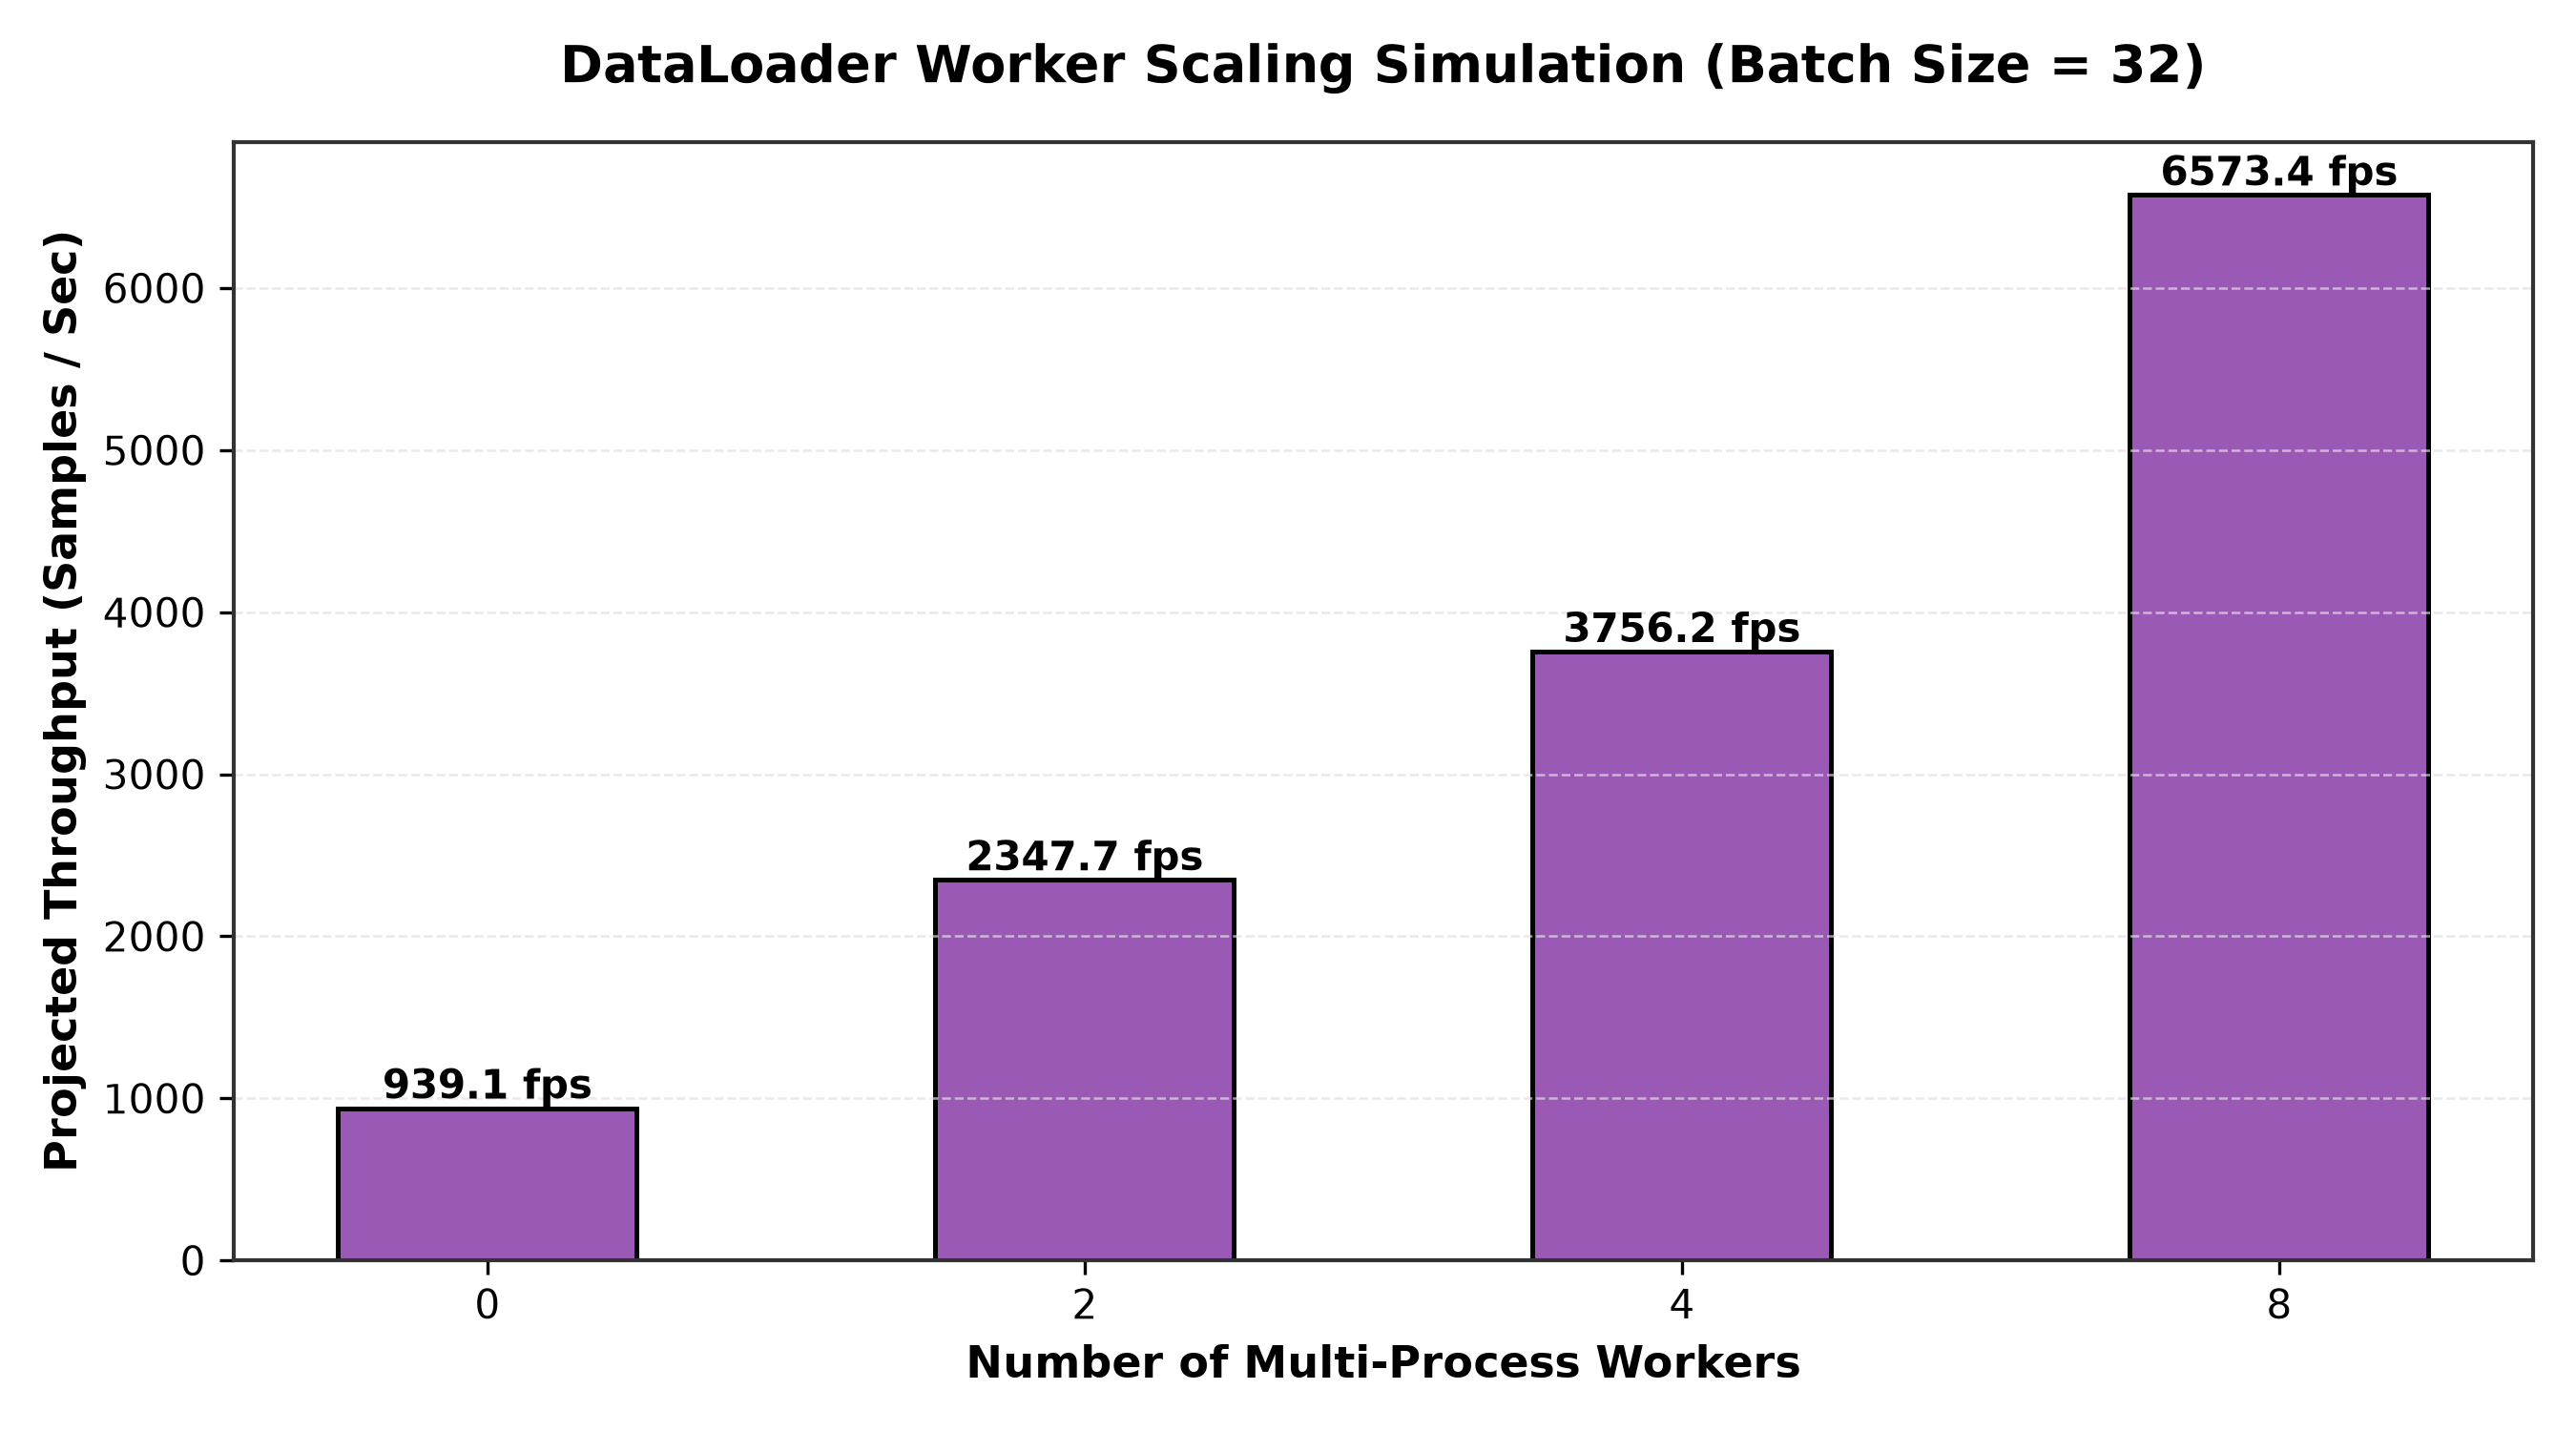 DataLoader Worker Scaling Simulation (Batch Size = 32)
Projected Throughput (Samples / Sec)
6000
5000
4000
3000
2000
1000
0
939.1 fps
2347.7 fps
3756.2 fps
6573.4 fps
0
2
4
8
Number of Multi-Process Workers